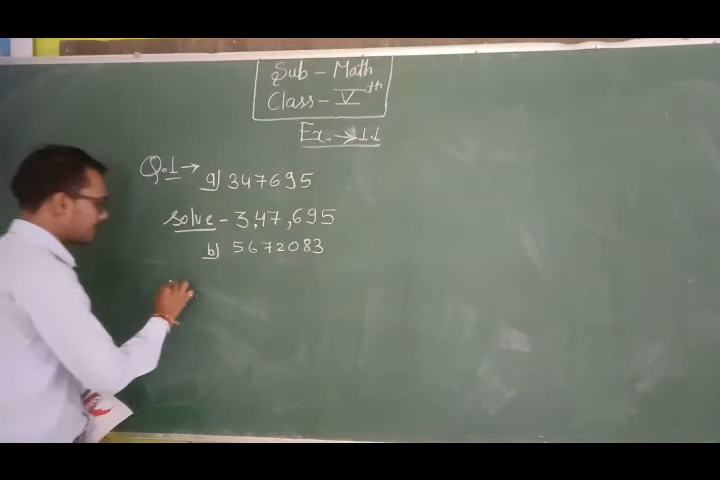 Sub - Math
Class - Vth
Ex. → 1.1
Q.1 → a) 347695
Solve - 3,47,695
b) 5672083